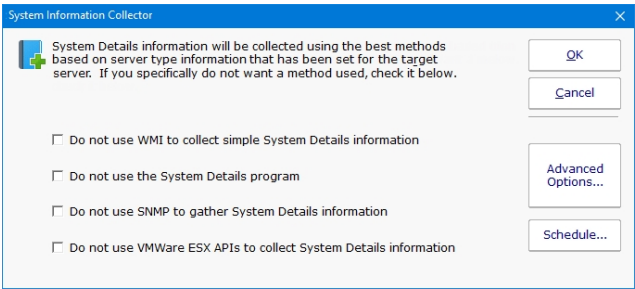 System Information Collector
System Details information will be collected using the best methods
based on server type information that has been set for the target
server. If you specifically do not want a method used, check it below.
OK
Cancel
Do not use WMI to collect simple System Details information
Do not use the System Details program
Advanced
Options...
Do not use SNMP to gather System Details information
Schedule...
Do not use VMWare ESX APIs to collect System Details information